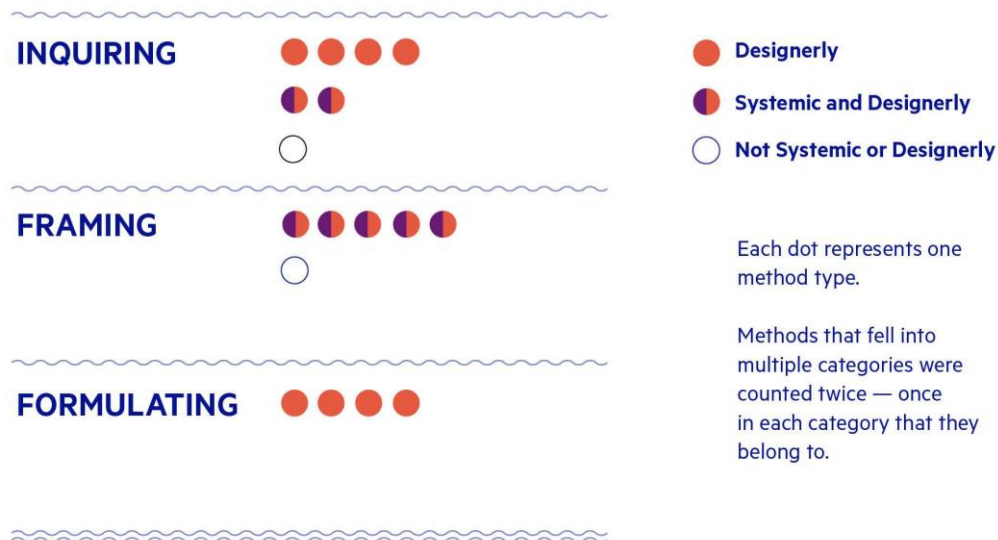 INQUIRING
Designerly
Systemic and Designerly
Not Systemic or Designerly
FRAMING
Each dot represents one
method type.
Methods that fell into
multiple categories were
counted twice — once
in each category that they
belong to.
FORMULATING